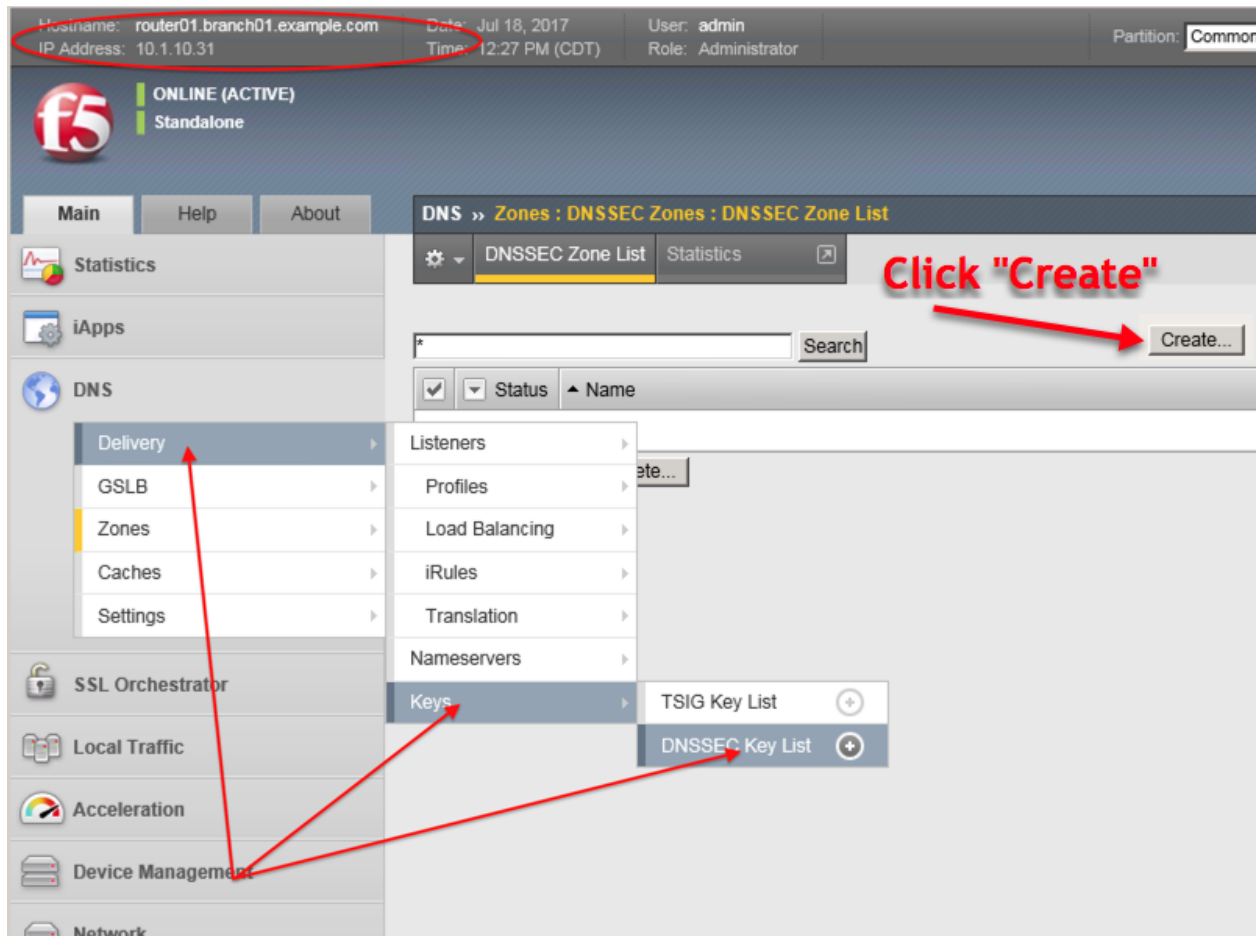 Hostname: router01.branch01.example.com Date: Jul 18, 2017 User: admin
IP Address: 10.1.10.31 Time: 12:27 PM (CDT) Role: Administrator
Partition: Common
f5
ONLINE (ACTIVE)
Standalone
Main Help About
DNS ›› Zones : DNSSEC Zones : DNSSEC Zone List
DNSSEC Zone List Statistics
Click "Create"
* Search Create...
Status Name
Statistics
iApps
DNS
Delivery
GSLB
Zones
Caches
Settings
Listeners
Profiles
Load Balancing
iRules
Translation
Nameservers
Keys
TSIG Key List
DNSSEC Key List
ete...
SSL Orchestrator
Local Traffic
Acceleration
Device Management
Network